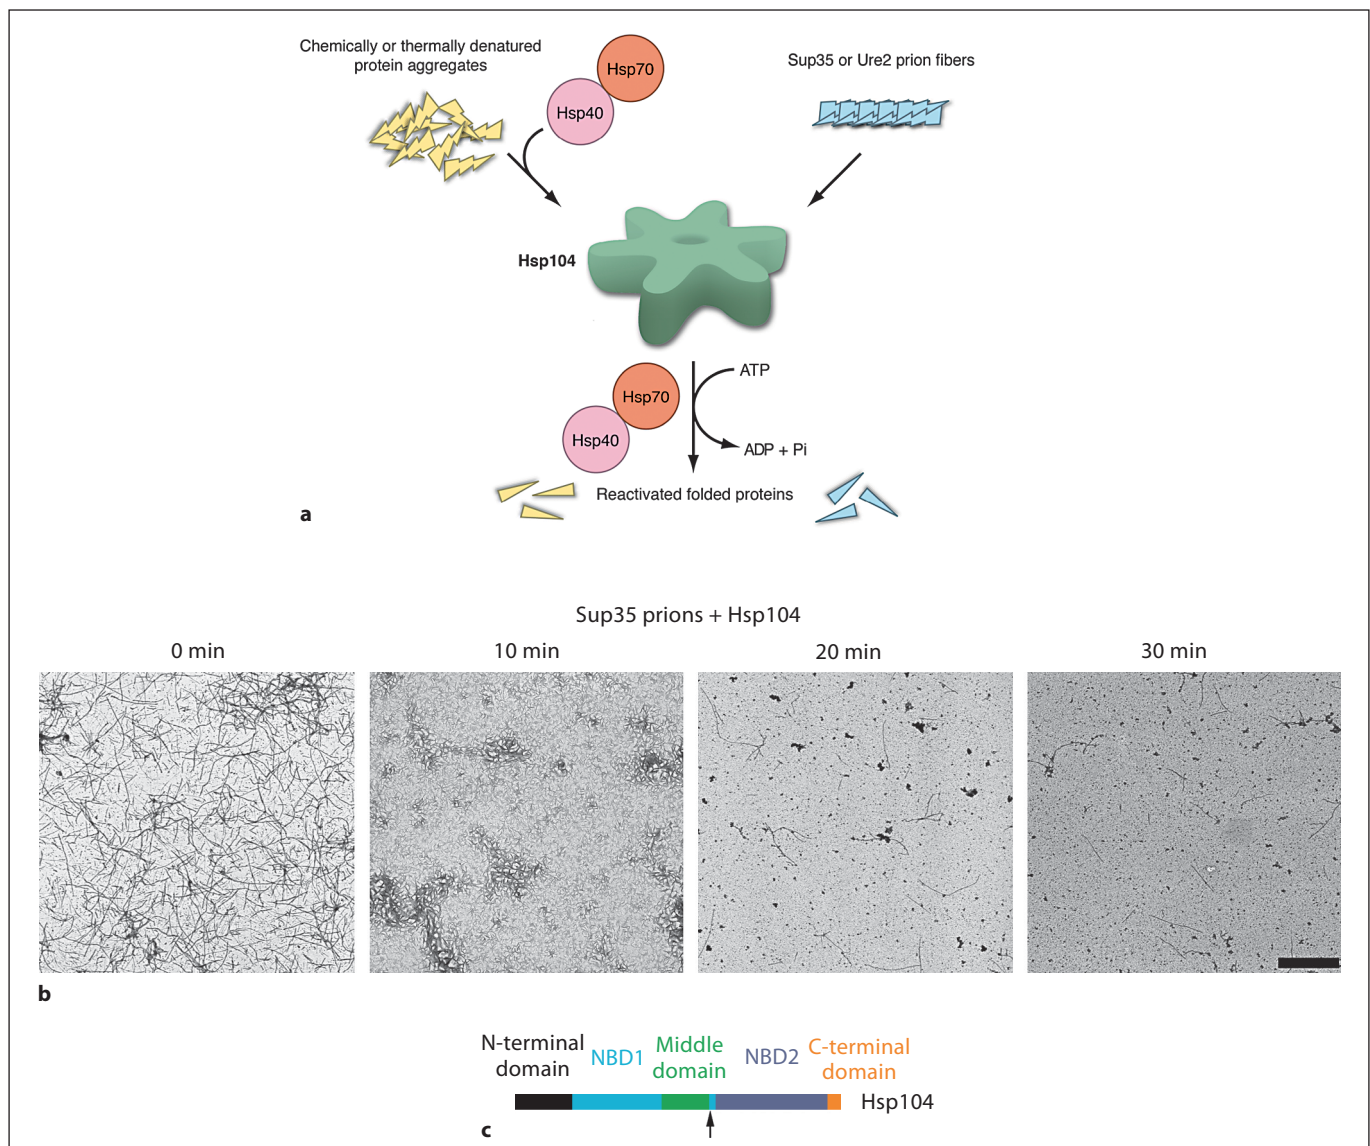 Chemically or thermally denatured
protein aggregates
Hsp70
Hsp40
Sup35 or Ure2 prion fibers
Hsp104
Hsp70
Hsp40
ATP
ADP + Pi
Reactivated folded proteins
a
Sup35 prions + Hsp104
0 min
10 min
20 min
30 min
b
N-terminal
domain
NBD1
Middle
domain
NBD2
C-terminal
domain
Hsp104
c